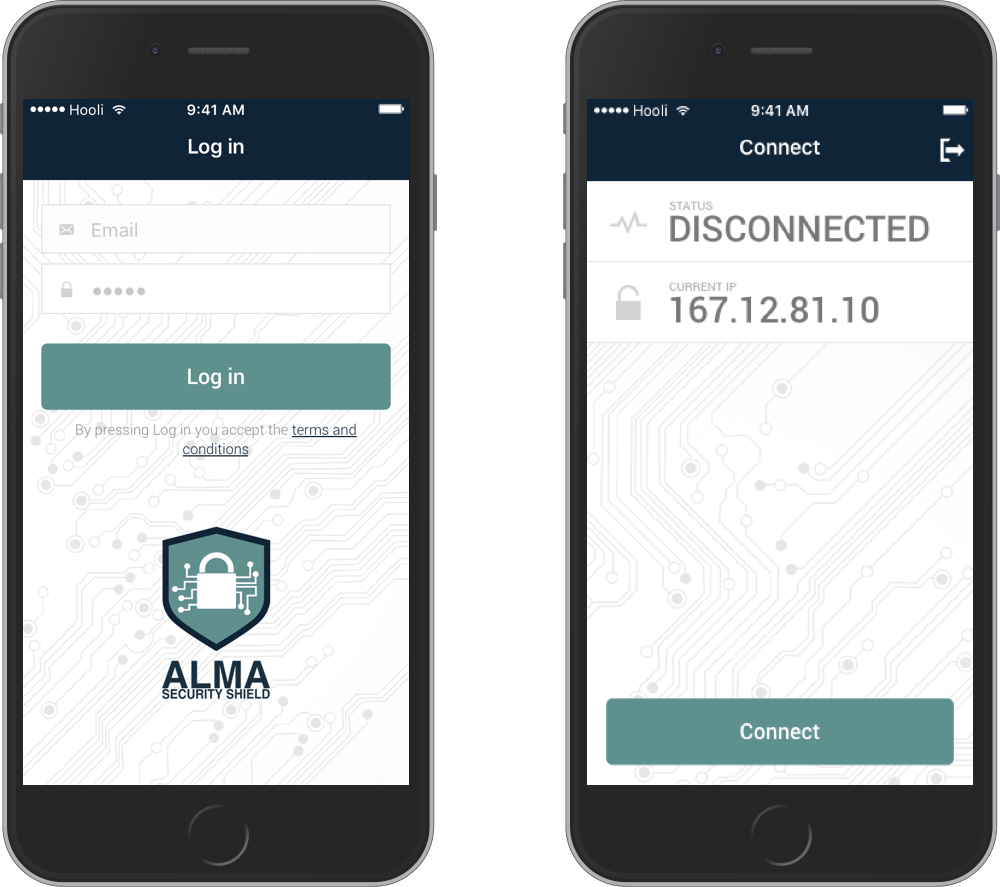 Hooli 9:41 AM
Log in
Email
Log in
By pressing Log in you accept the terms and
conditions
ALMA
SECURITY SHIELD
Hooli 9:41 AM
Connect
STATUS
DISCONNECTED
CURRENT IP
167.12.81.10
Connect